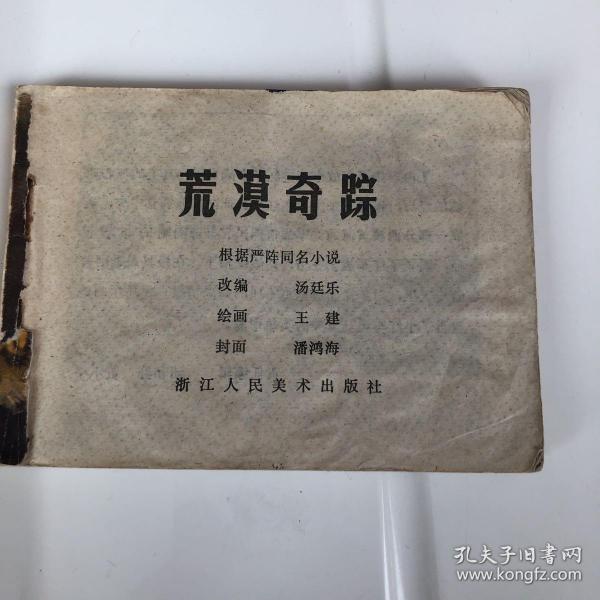 荒漠奇踪
根据严阵同名小说
改编 汤廷乐
绘画 王建
封面 潘鸿海
浙江人民美术出版社
孔夫子旧书网
www.kongfz.com